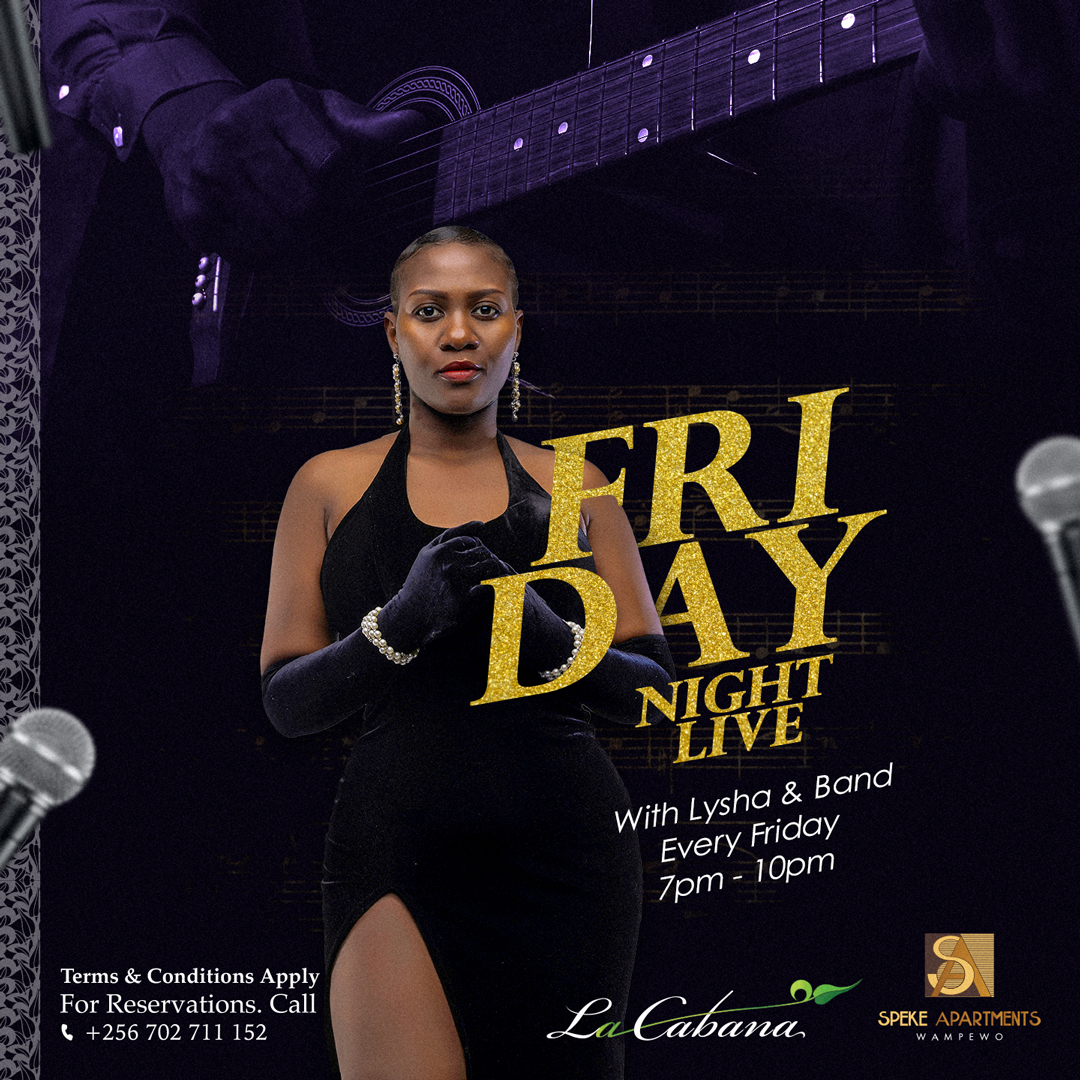 FRI
DAY
NIGHT
LIVE
With Lysha & Band
Every Friday
7pm - 10pm
Terms & Conditions Apply
For Reservations. Call
+256 702 711 152
La Cabana
SA
SPEKE APARTMENTS
WAMPEWO